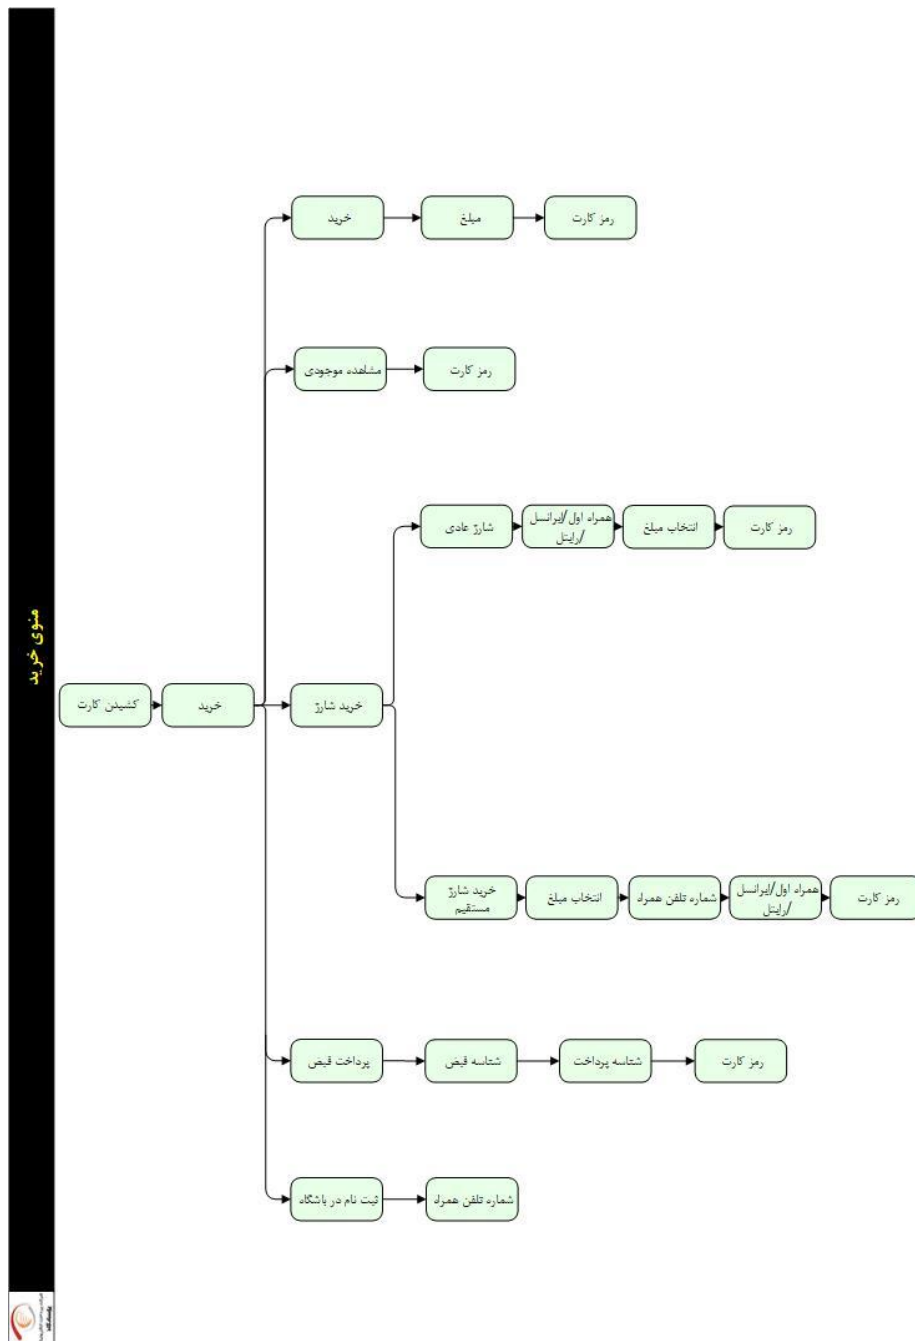 منوی خرید
خرید
مبلغ
رمز کارت
مشاهده موجودی
رمز کارت
شارژ عادی
همراه اول/ایرانسل
/رایتل
انتخاب مبلغ
رمز کارت
کشیدن کارت
خرید
خرید شارژ
خرید شارژ
مستقیم
انتخاب مبلغ
شماره تلفن همراه
همراه اول/ایرانسل
/رایتل
رمز کارت
پرداخت قبض
شناسه قبض
شناسه پرداخت
رمز کارت
ثبت نام در باشگاه
شماره تلفن همراه